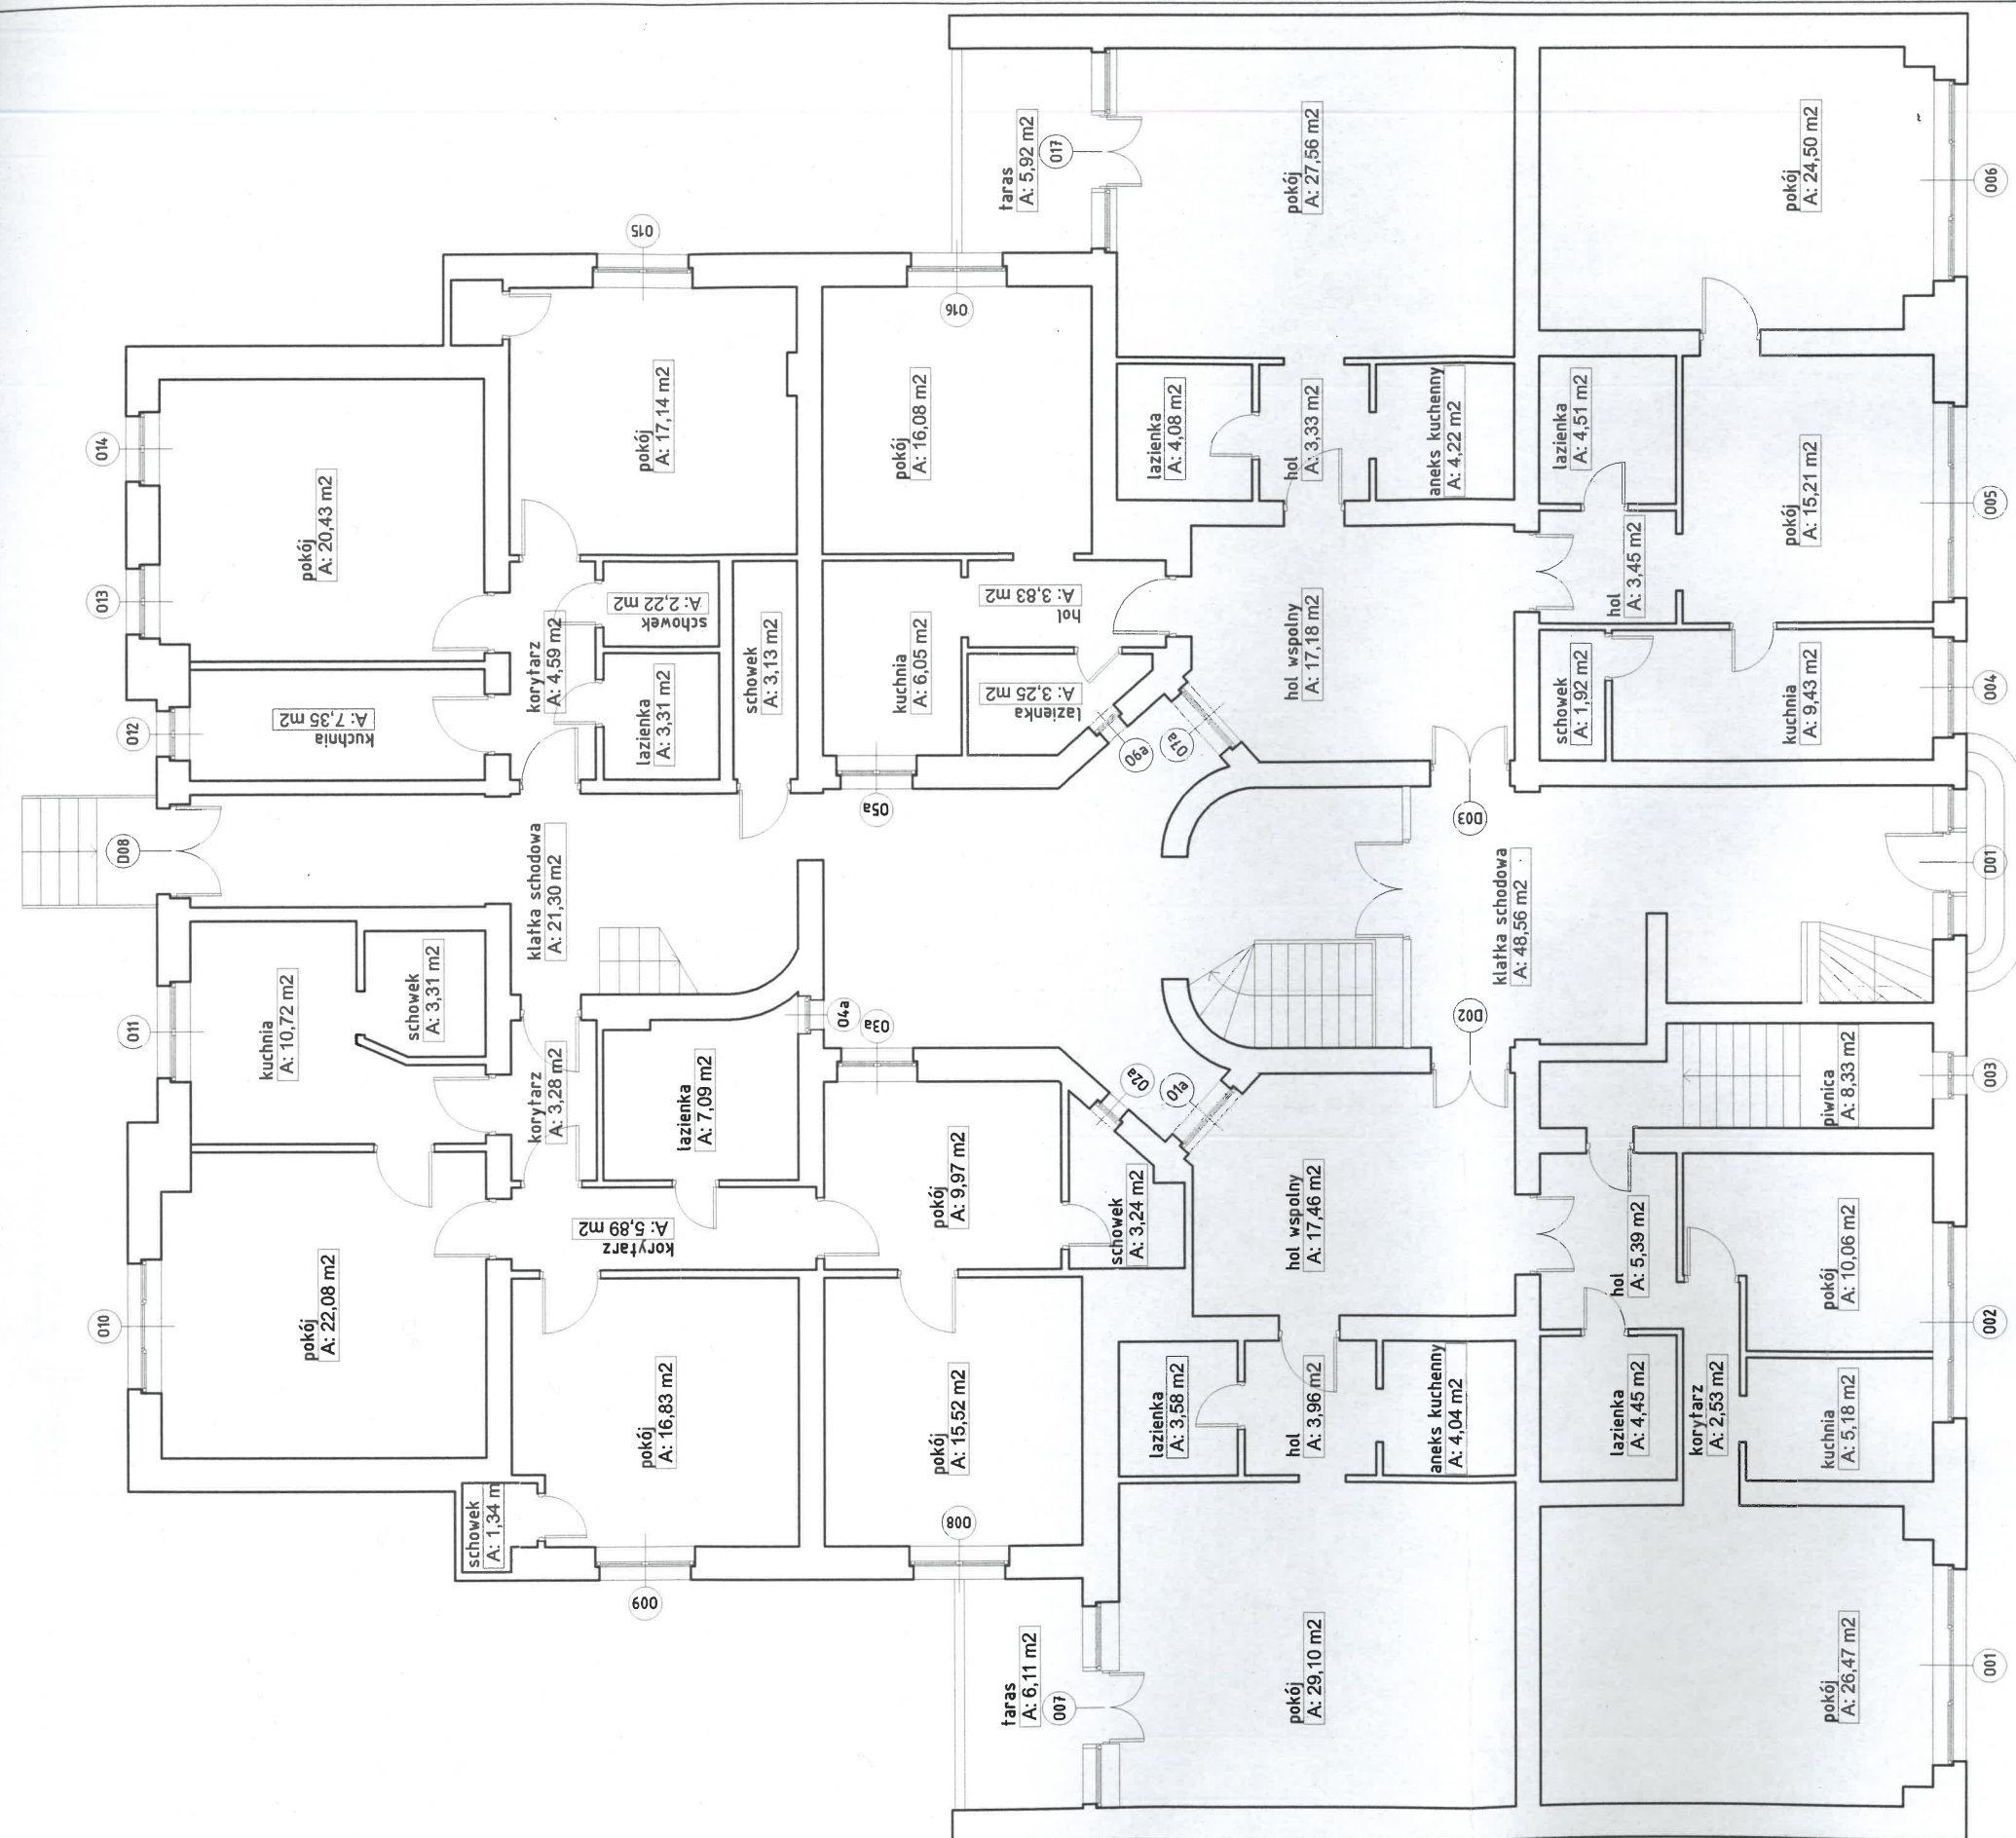 taras
A: 5,92 m2
017
pokój
A: 27,56 m2
pokój
A: 24,50 m2
006
015
014
pokój
A: 20,43 m2
013
pokój
A: 17,14 m2
016
pokój
A: 16,08 m2
lazienka
A: 4,08 m2
hol
A: 3,33 m2
aneks kuchenny
A: 4,22 m2
lazienka
A: 4,51 m2
pokój
A: 15,21 m2
005
012
kuchnia
A: 7,35 m2
korytarz
A: 4,59 m2
schowek
A: 2,22 m2
lazienka
A: 3,31 m2
schowek
A: 3,13 m2
kuchnia
A: 6,05 m2
hol
A: 3,83 m2
lazienka
A: 3,25 m2
06a
07a
hol wspolny
A: 17,18 m2
hol
A: 3,45 m2
schowek
A: 1,92 m2
kuchnia
A: 9,43 m2
004
D08
klatka schodowa
A: 21,30 m2
05a
D03
klatka schodowa
A: 48,56 m2
D01
011
kuchnia
A: 10,72 m2
schowek
A: 3,31 m2
korytarz
A: 3,28 m2
lazienka
A: 7,09 m2
04a
03a
02a
01a
D02
piwnica
A: 8,33 m2
003
010
pokój
A: 22,08 m2
korytarz
A: 5,89 m2
pokój
A: 9,97 m2
schowek
A: 3,24 m2
hol wspolny
A: 17,46 m2
hol
A: 5,39 m2
pokój
A: 10,06 m2
002
schowek
A: 1,34 m
pokój
A: 16,83 m2
pokój
A: 15,52 m2
lazienka
A: 3,58 m2
hol
A: 3,96 m2
aneks kuchenny
A: 4,04 m2
lazienka
A: 4,45 m2
korytarz
A: 2,53 m2
kuchnia
A: 5,18 m2
009
008
taras
A: 6,11 m2
007
pokój
A: 29,10 m2
pokój
A: 26,47 m2
001